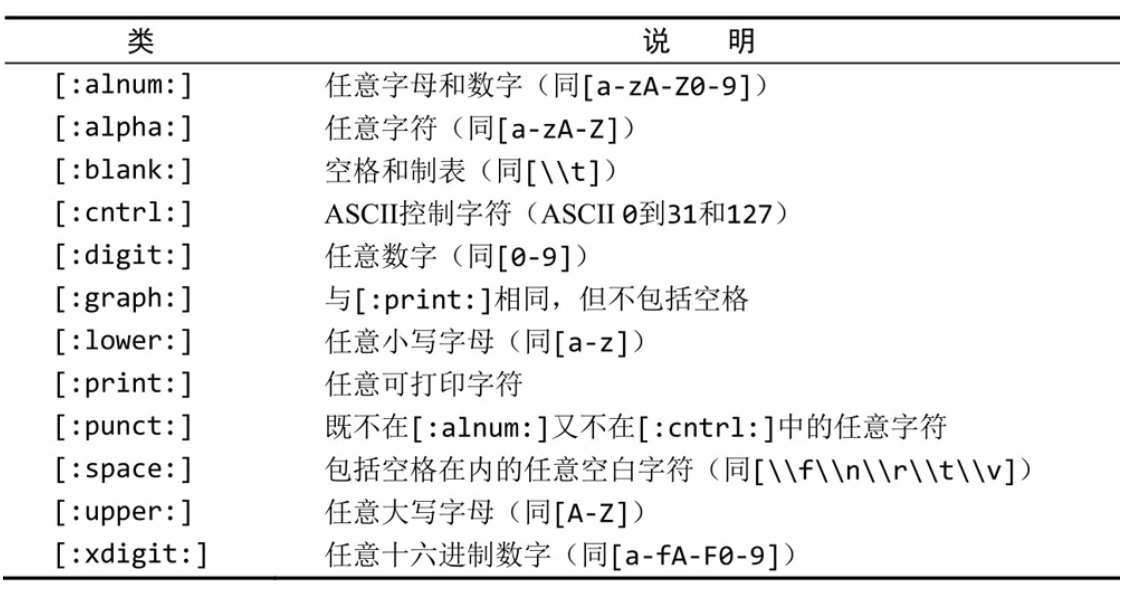 类 说 明
[:alnum:] 任意字母和数字（同[a-zA-Z0-9]）
[:alpha:] 任意字符（同[a-zA-Z]）
[:blank:] 空格和制表（同[\\t]）
[:cntrl:] ASCII控制字符（ASCII 0到31和127）
[:digit:] 任意数字（同[0-9]）
[:graph:] 与[:print:]相同，但不包括空格
[:lower:] 任意小写字母（同[a-z]）
[:print:] 任意可打印字符
[:punct:] 既不在[:alnum:]又不在[:cntrl:]中的任意字符
[:space:] 包括空格在内的任意空白字符（同[\\f\\n\\r\\t\\v]）
[:upper:] 任意大写字母（同[A-Z]）
[:xdigit:] 任意十六进制数字（同[a-fA-F0-9]）